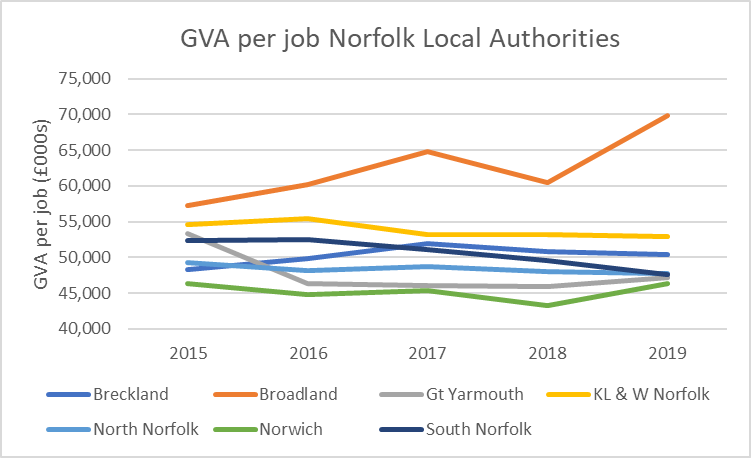 GVA per job Norfolk Local Authorities
GVA per job (£000s)
75,000
70,000
65,000
60,000
55,000
50,000
45,000
40,000
2015 2016 2017 2018 2019
Breckland Broadland Gt Yarmouth KL & W Norfolk
North Norfolk Norwich South Norfolk